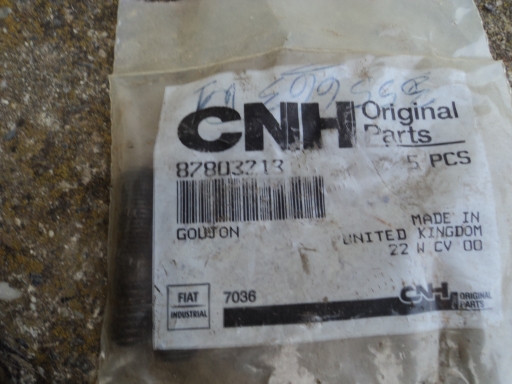 CNH Original
Parts
87803713 5 PCS
GOUJON
MADE IN
UNITED KINGDOM
22 W CV 00
FIAT
INDUSTRIAL
7036
CNH ORIGINAL
PARTS